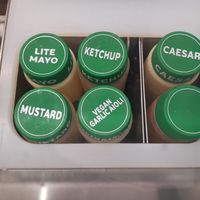 LITE
MAYO
KETCHUP
CAESAR
MUSTARD
VEGAN
GARLIC AIOLI